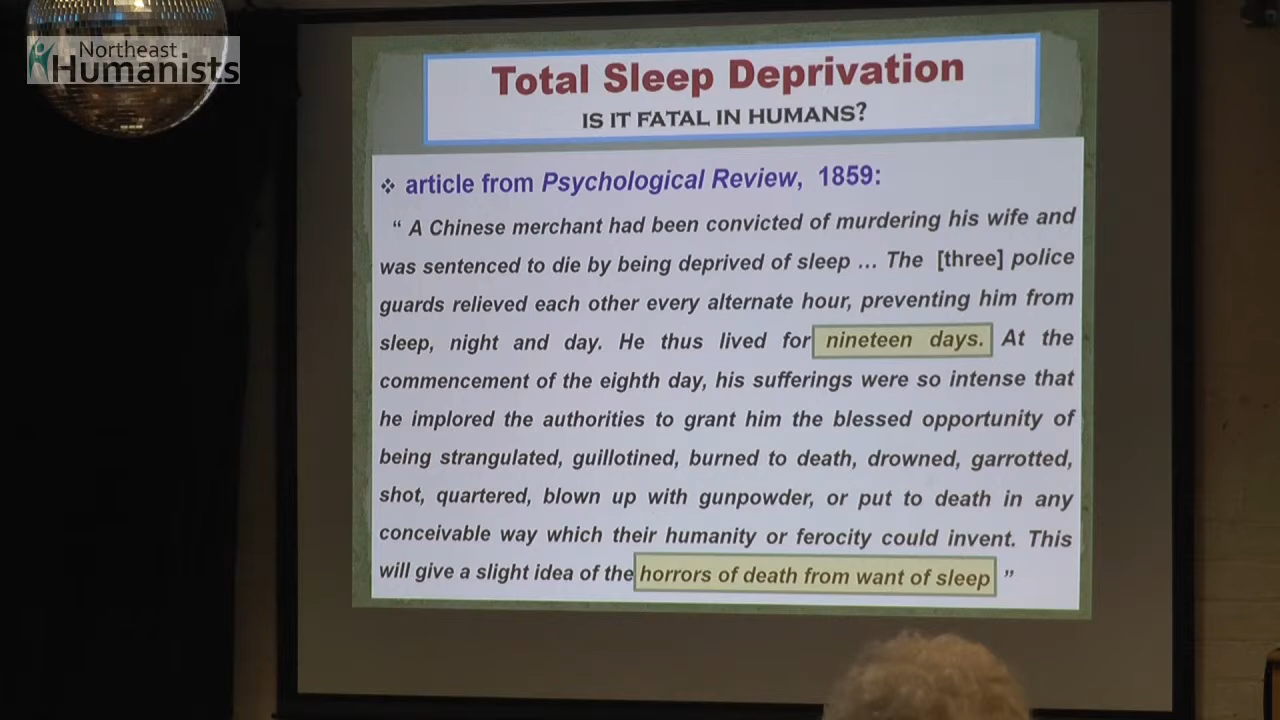 Northeast
Humanists
Total Sleep Deprivation
IS IT FATAL IN HUMANS?
❖ article from Psychological Review, 1859:
“ A Chinese merchant had been convicted of murdering his wife and
was sentenced to die by being deprived of sleep … The [three] police
guards relieved each other every alternate hour, preventing him from
sleep, night and day. He thus lived for nineteen days. At the
commencement of the eighth day, his sufferings were so intense that
he implored the authorities to grant him the blessed opportunity of
being strangulated, guillotined, burned to death, drowned, garrotted,
shot, quartered, blown up with gunpowder, or put to death in any
conceivable way which their humanity or ferocity could invent. This
will give a slight idea of the horrors of death from want of sleep ”